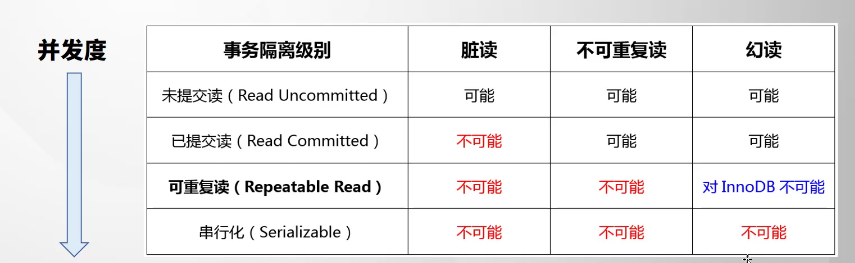 并发度
事务隔离级别 脏读 不可重复读 幻读
未提交读（Read Uncommitted） 可能 可能 可能
已提交读（Read Committed） 不可能 可能 可能
可重复读（Repeatable Read） 不可能 不可能 对 InnoDB 不可能
串行化（Serializable） 不可能 不可能 不可能